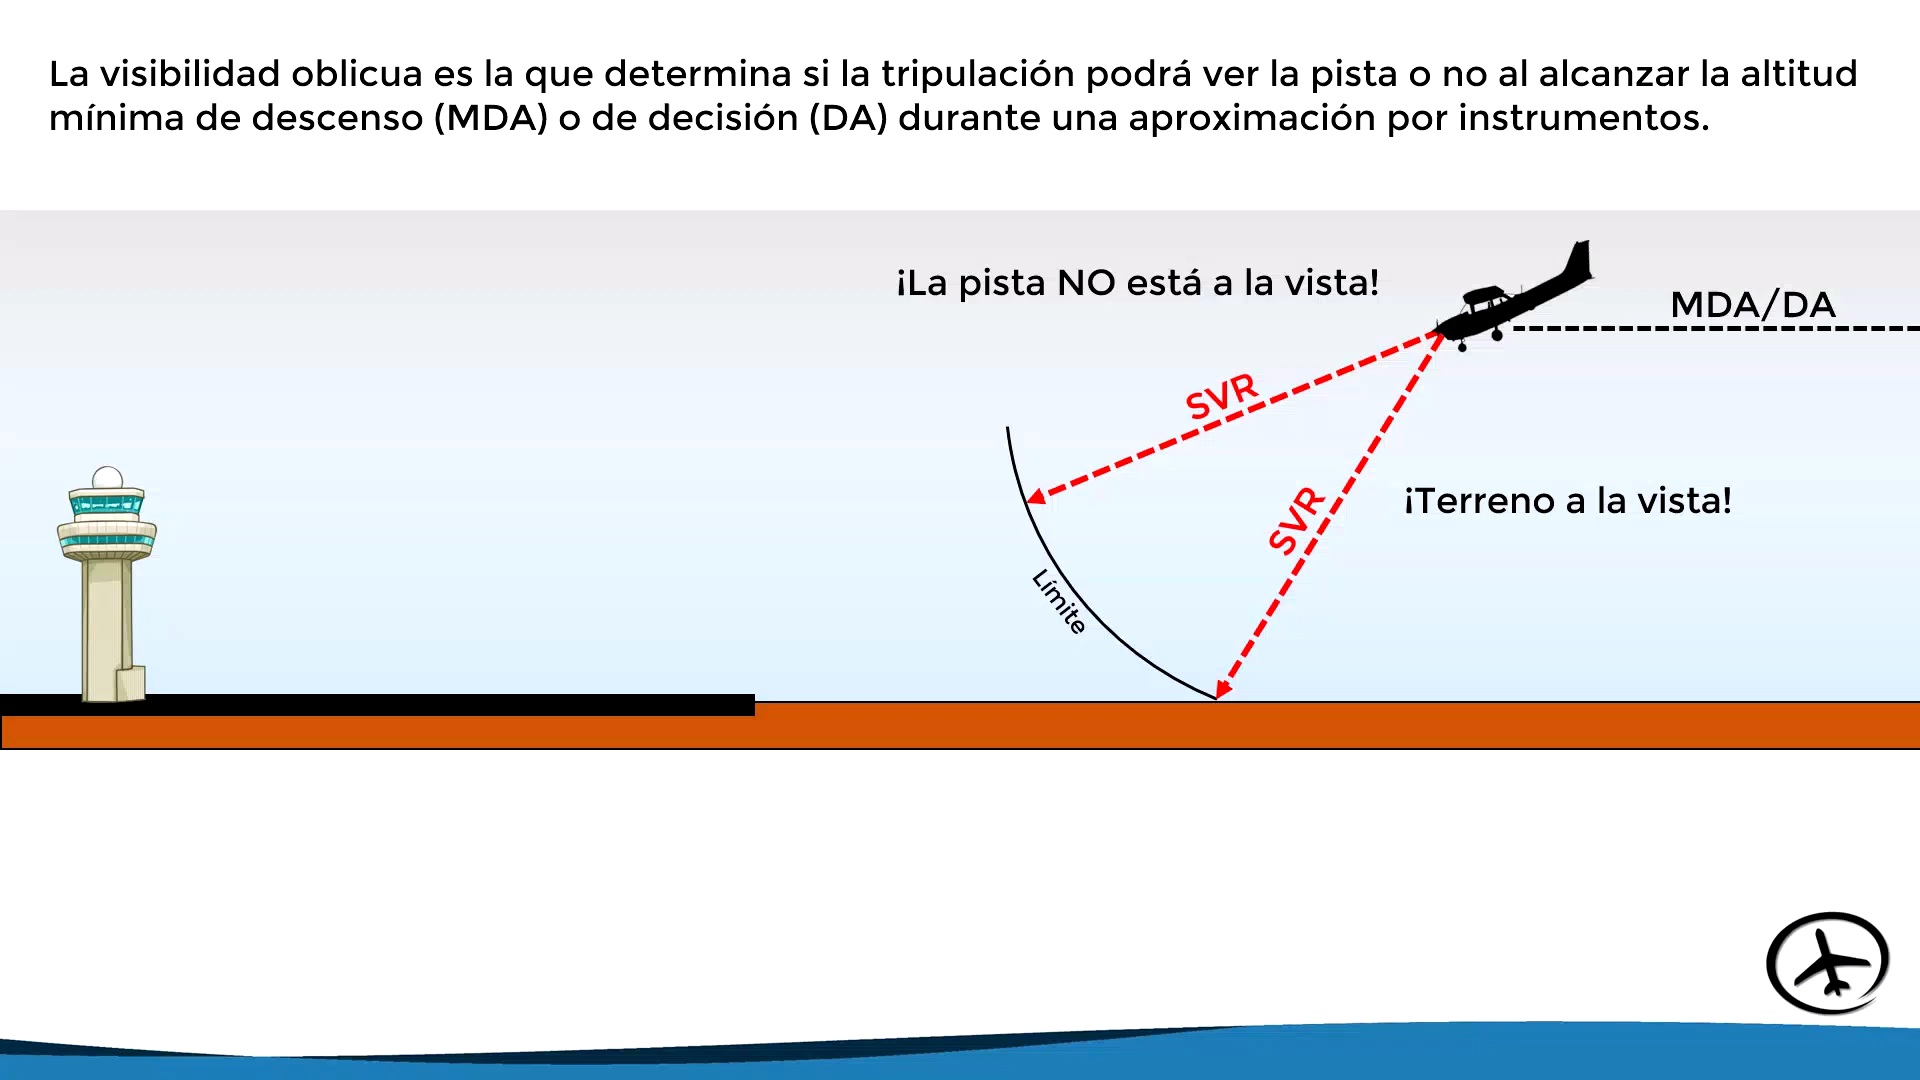 La visibilidad oblicua es la que determina si la tripulación podrá ver la pista o no al alcanzar la altitud
mínima de descenso (MDA) o de decisión (DA) durante una aproximación por instrumentos.
¡La pista NO está a la vista!
MDA/DA
SVR
SVR
¡Terreno a la vista!
Límite